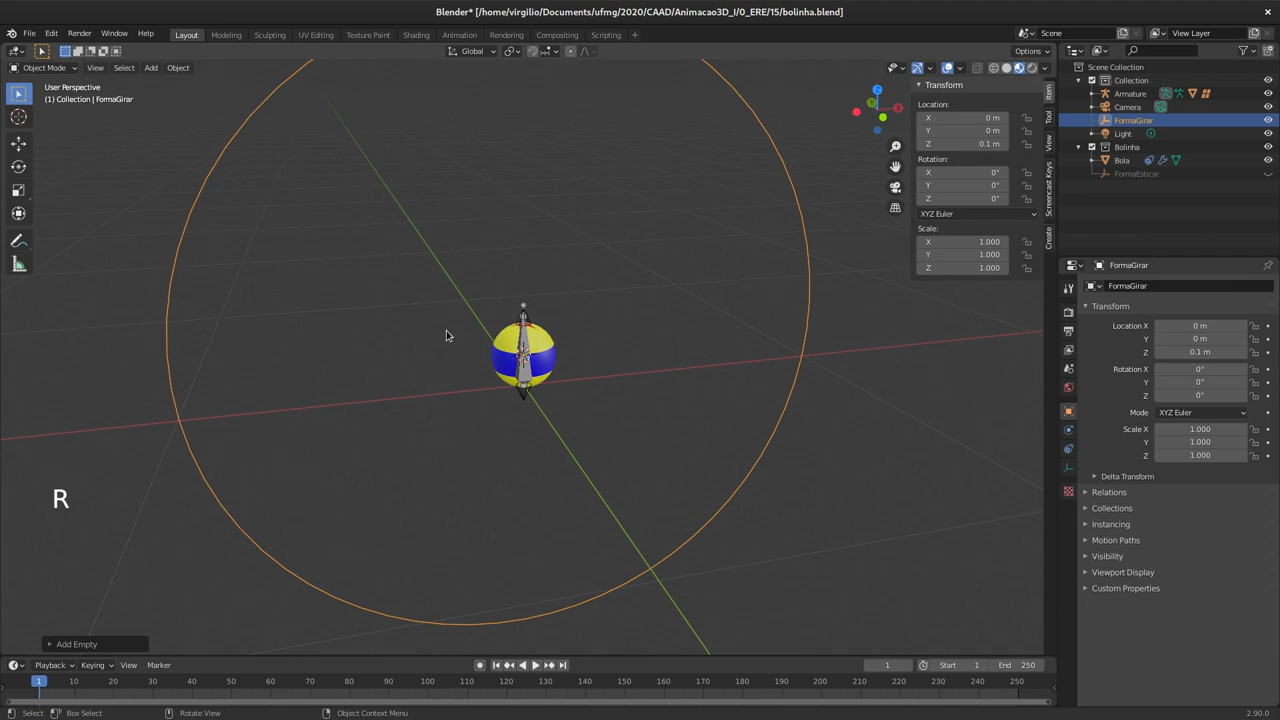 Blender* [/home/virgilio/Documents/ufmg/2020/CAAD/Animacao3D_I/0_ERE/15/bolinha.blend]
File Edit Render Window Help Layout Modeling Sculpting UV Editing Texture Paint Shading Animation Rendering Compositing Scripting + Scene View Layer
Global Options
Object Mode View Select Add Object
User Perspective
(1) Collection | FormaGirar
Z
X
Y
Transform
Location:
X 0 m
Y 0 m
Z 0.1 m
Rotation:
X 0°
Y 0°
Z 0°
XYZ Euler
Scale:
X 1.000
Y 1.000
Z 1.000
Item
Tool
View
Screencast Keys
Create
Scene Collection
Collection
Armature
Camera
FormaGirar
Light
Bolinha
Bola
FormaEsticar
FormaGirar
FormaGirar
Transform
Location X 0 m
Y 0 m
Z 0.1 m
Rotation X 0°
Y 0°
Z 0°
Mode XYZ Euler
Scale X 1.000
Y 1.000
Z 1.000
Delta Transform
Relations
Collections
Instancing
Motion Paths
Visibility
Viewport Display
Custom Properties
R
Add Empty
Playback Keying View Marker 1 Start 1 End 250
1 10 20 30 40 50 60 70 80 90 100 110 120 130 140 150 160 170 180 190 200 210 220 230 240 250
Select Box Select Rotate View Object Context Menu 2.90.0